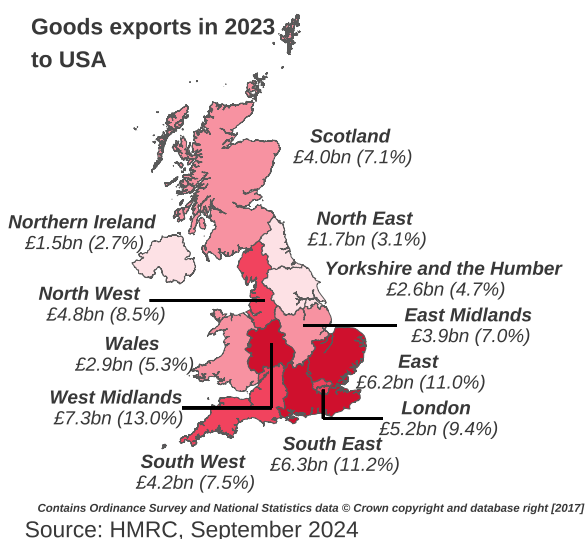 Goods exports in 2023
to USA
Scotland
£4.0bn (7.1%)
Northern Ireland
£1.5bn (2.7%)
North East
£1.7bn (3.1%)
Yorkshire and the Humber
£2.6bn (4.7%)
North West
£4.8bn (8.5%)
East Midlands
£3.9bn (7.0%)
Wales
£2.9bn (5.3%)
East
£6.2bn (11.0%)
West Midlands
£7.3bn (13.0%)
London
£5.2bn (9.4%)
South East
£6.3bn (11.2%)
South West
£4.2bn (7.5%)
Contains Ordinance Survey and National Statistics data © Crown copyright and database right [2017]
Source: HMRC, September 2024